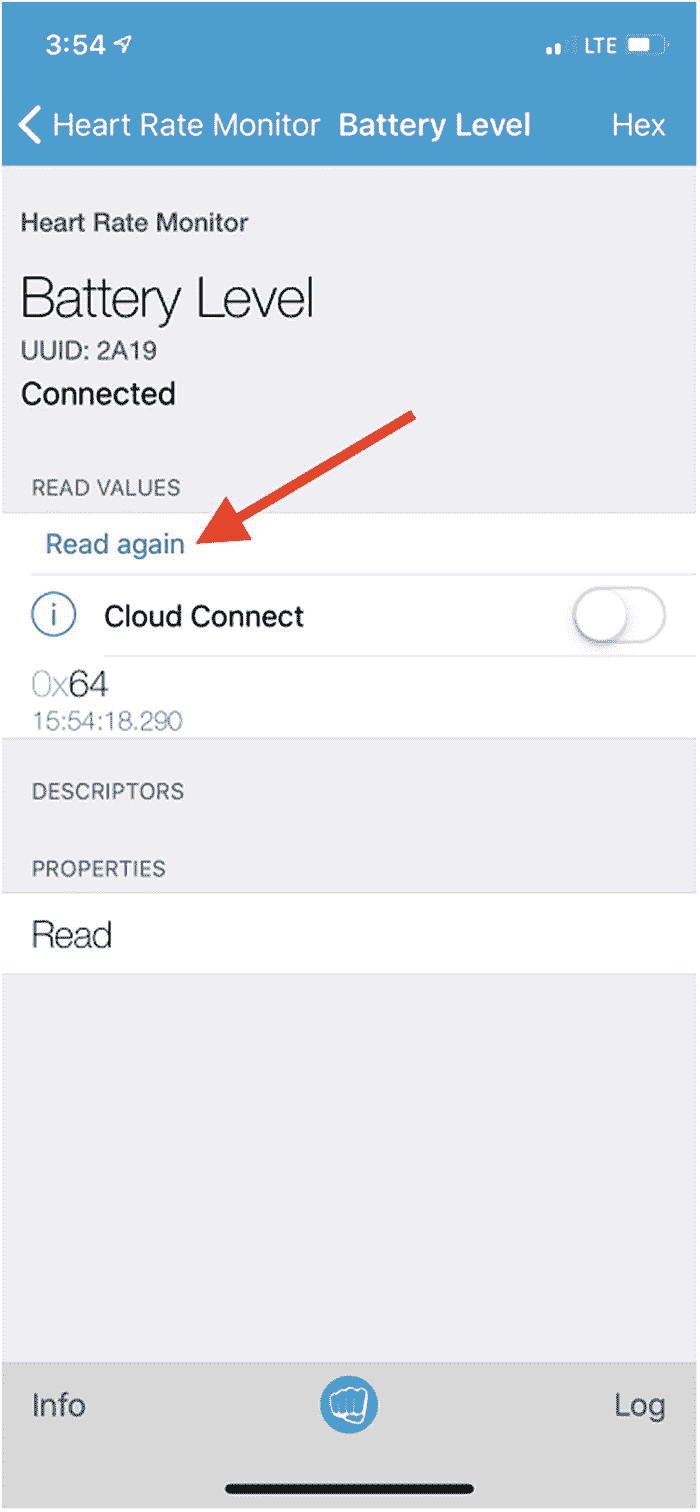 3:54 LTE
Heart Rate Monitor Battery Level Hex
Heart Rate Monitor
Battery Level
UUID: 2A19
Connected
READ VALUES
Read again
i Cloud Connect
0x64
15:54:18.290
DESCRIPTORS
PROPERTIES
Read
Info Log